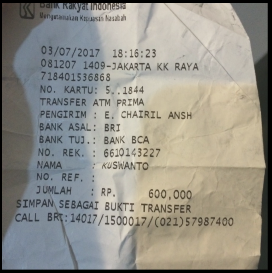 Bank Rakyat Indonesia
Mengutamakan Kepuasan Nasabah
03/07/2017 18:16:23
081207 1409-JAKARTA KK RAYA
718401536868
NO. KARTU: 5..1844
TRANSFER ATM PRIMA
PENGIRIM : E. CHAIRIL ANSH
BANK ASAL: BRI
BANK TUJ.: BANK BCA
NO. REK. : 6610143227
NAMA : KUSWANTO
NO. REF. :
JUMLAH : RP. 600,000
SIMPAN SEBAGAI BUKTI TRANSFER
CALL BRI:14017/1500017/(021)57987400